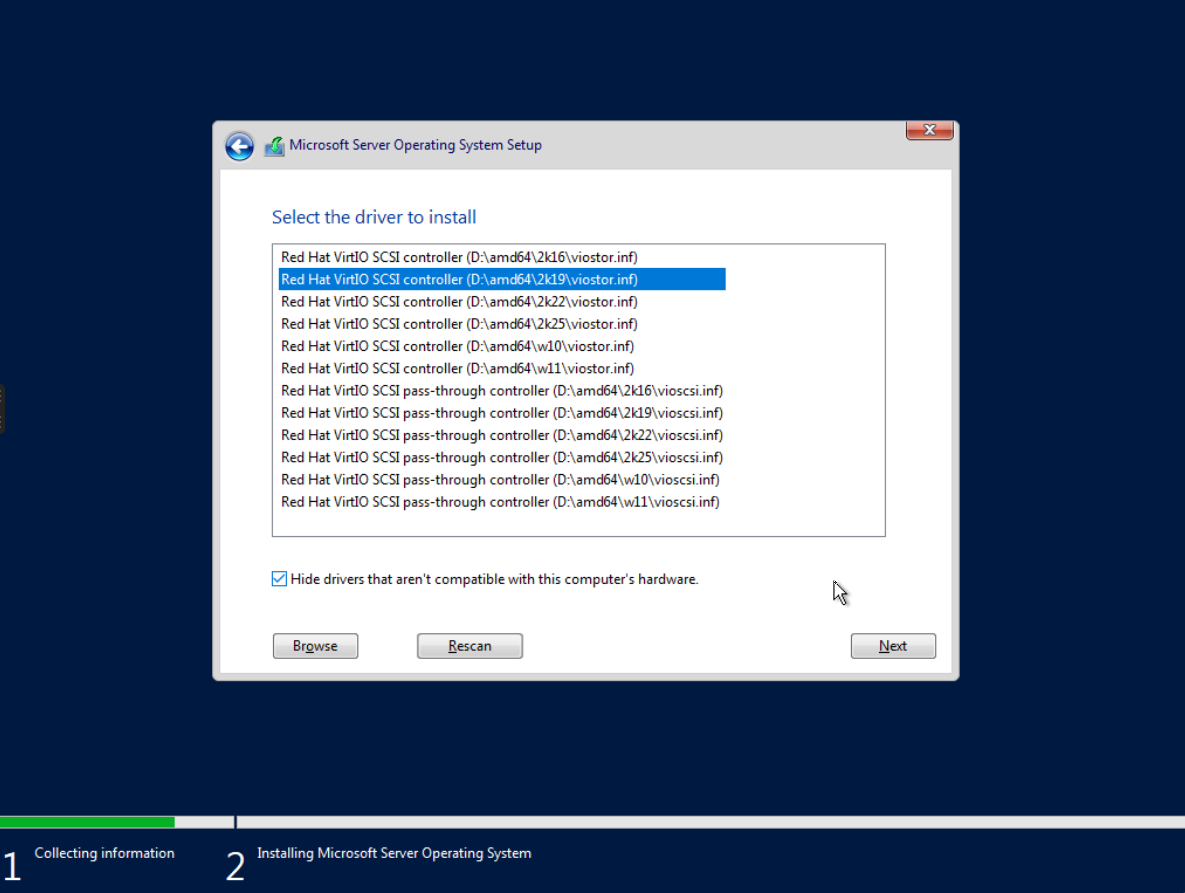 Microsoft Server Operating System Setup
Select the driver to install
Red Hat VirtIO SCSI controller (D:\amd64\2k16\viostor.inf)
Red Hat VirtIO SCSI controller (D:\amd64\2k19\viostor.inf)
Red Hat VirtIO SCSI controller (D:\amd64\2k22\viostor.inf)
Red Hat VirtIO SCSI controller (D:\amd64\2k25\viostor.inf)
Red Hat VirtIO SCSI controller (D:\amd64\w10\viostor.inf)
Red Hat VirtIO SCSI controller (D:\amd64\w11\viostor.inf)
Red Hat VirtIO SCSI pass-through controller (D:\amd64\2k16\vioscsi.inf)
Red Hat VirtIO SCSI pass-through controller (D:\amd64\2k19\vioscsi.inf)
Red Hat VirtIO SCSI pass-through controller (D:\amd64\2k22\vioscsi.inf)
Red Hat VirtIO SCSI pass-through controller (D:\amd64\2k25\vioscsi.inf)
Red Hat VirtIO SCSI pass-through controller (D:\amd64\w10\vioscsi.inf)
Red Hat VirtIO SCSI pass-through controller (D:\amd64\w11\vioscsi.inf)
Hide drivers that aren't compatible with this computer's hardware.
Browse Rescan Next
1 Collecting information 2 Installing Microsoft Server Operating System